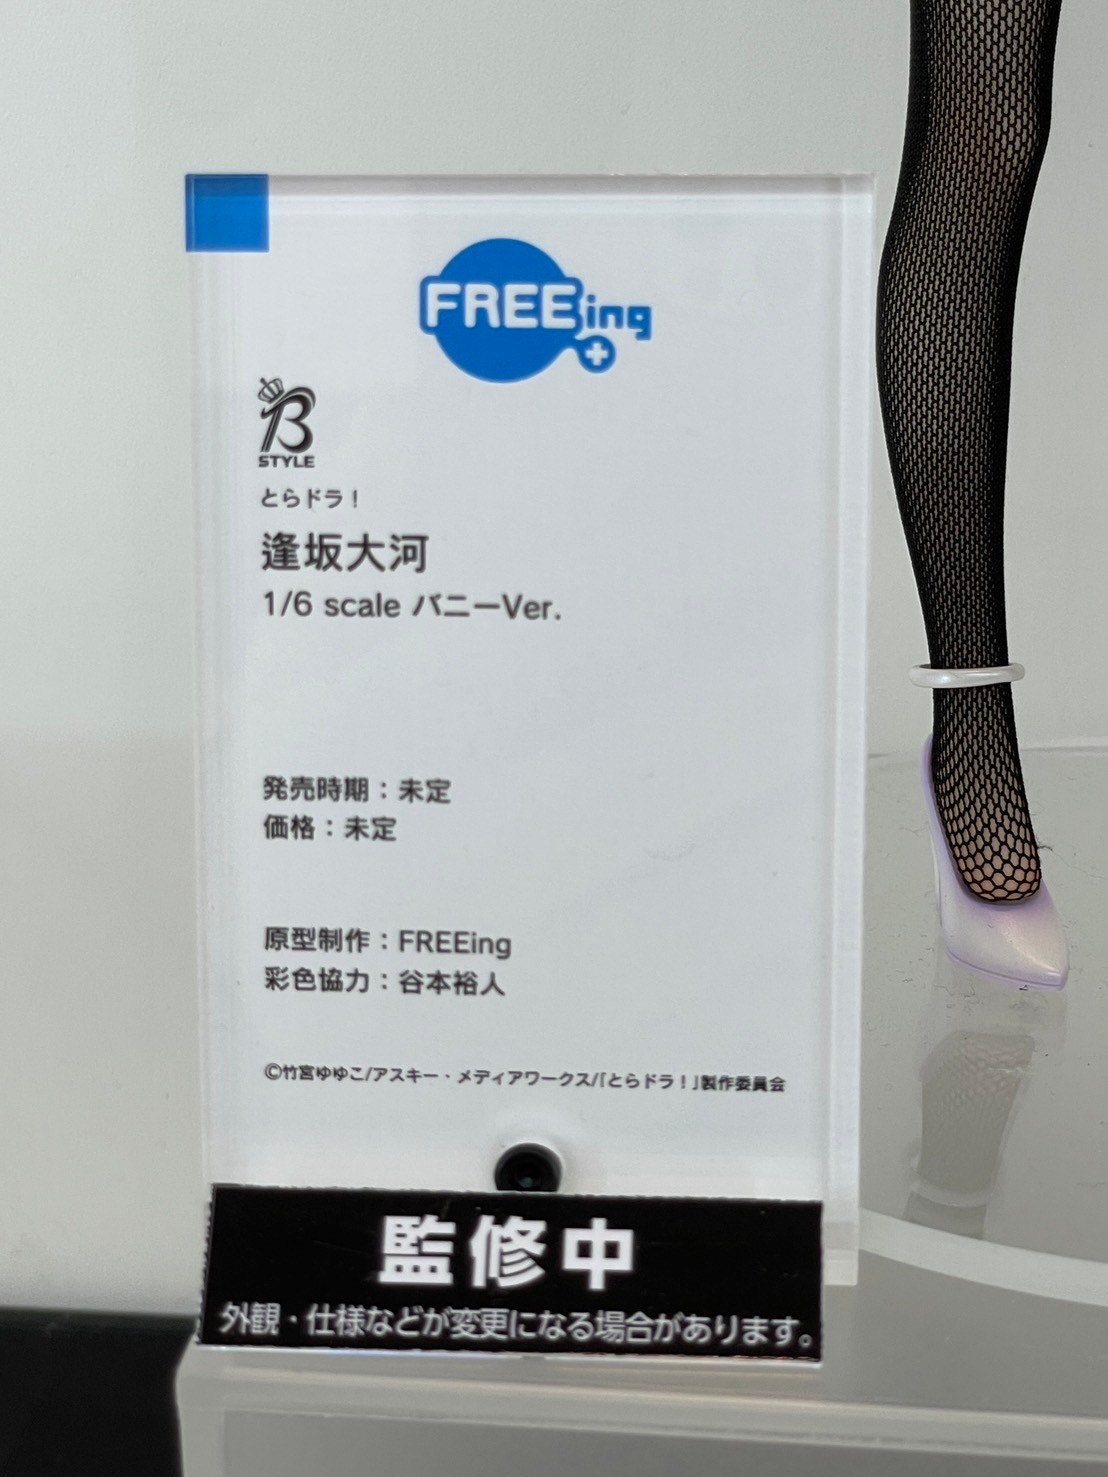 FREEing
B
STYLE
とらドラ！
逢坂大河
1/6 scale バニーVer.
発売時期：未定
価格：未定
原型制作：FREEing
彩色協力：谷本裕人
©竹宮ゆゆこ/アスキー・メディアワークス/｢とらドラ！｣製作委員会
監修中
外観・仕様などが変更になる場合があります。